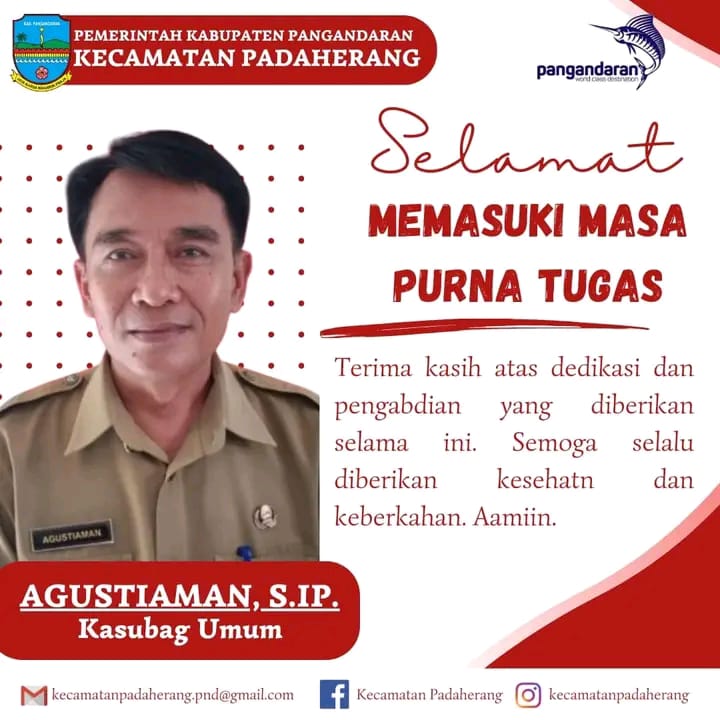 PEMERINTAH KABUPATEN PANGANDARAN
KECAMATAN PADAHERANG
KAB. PANGANDARAN
pangandaran
world class destination
Selamat
MEMASUKI MASA
PURNA TUGAS
Terima kasih atas dedikasi dan
pengabdian yang diberikan
selama ini. Semoga selalu
diberikan kesehatn dan
keberkahan. Aamiin.
AGUSTIAMAN
AGUSTIAMAN, S.IP.
Kasubag Umum
kecamatanpadaherang.pnd@gmail.com
Kecamatan Padaherang
kecamatanpadaherang